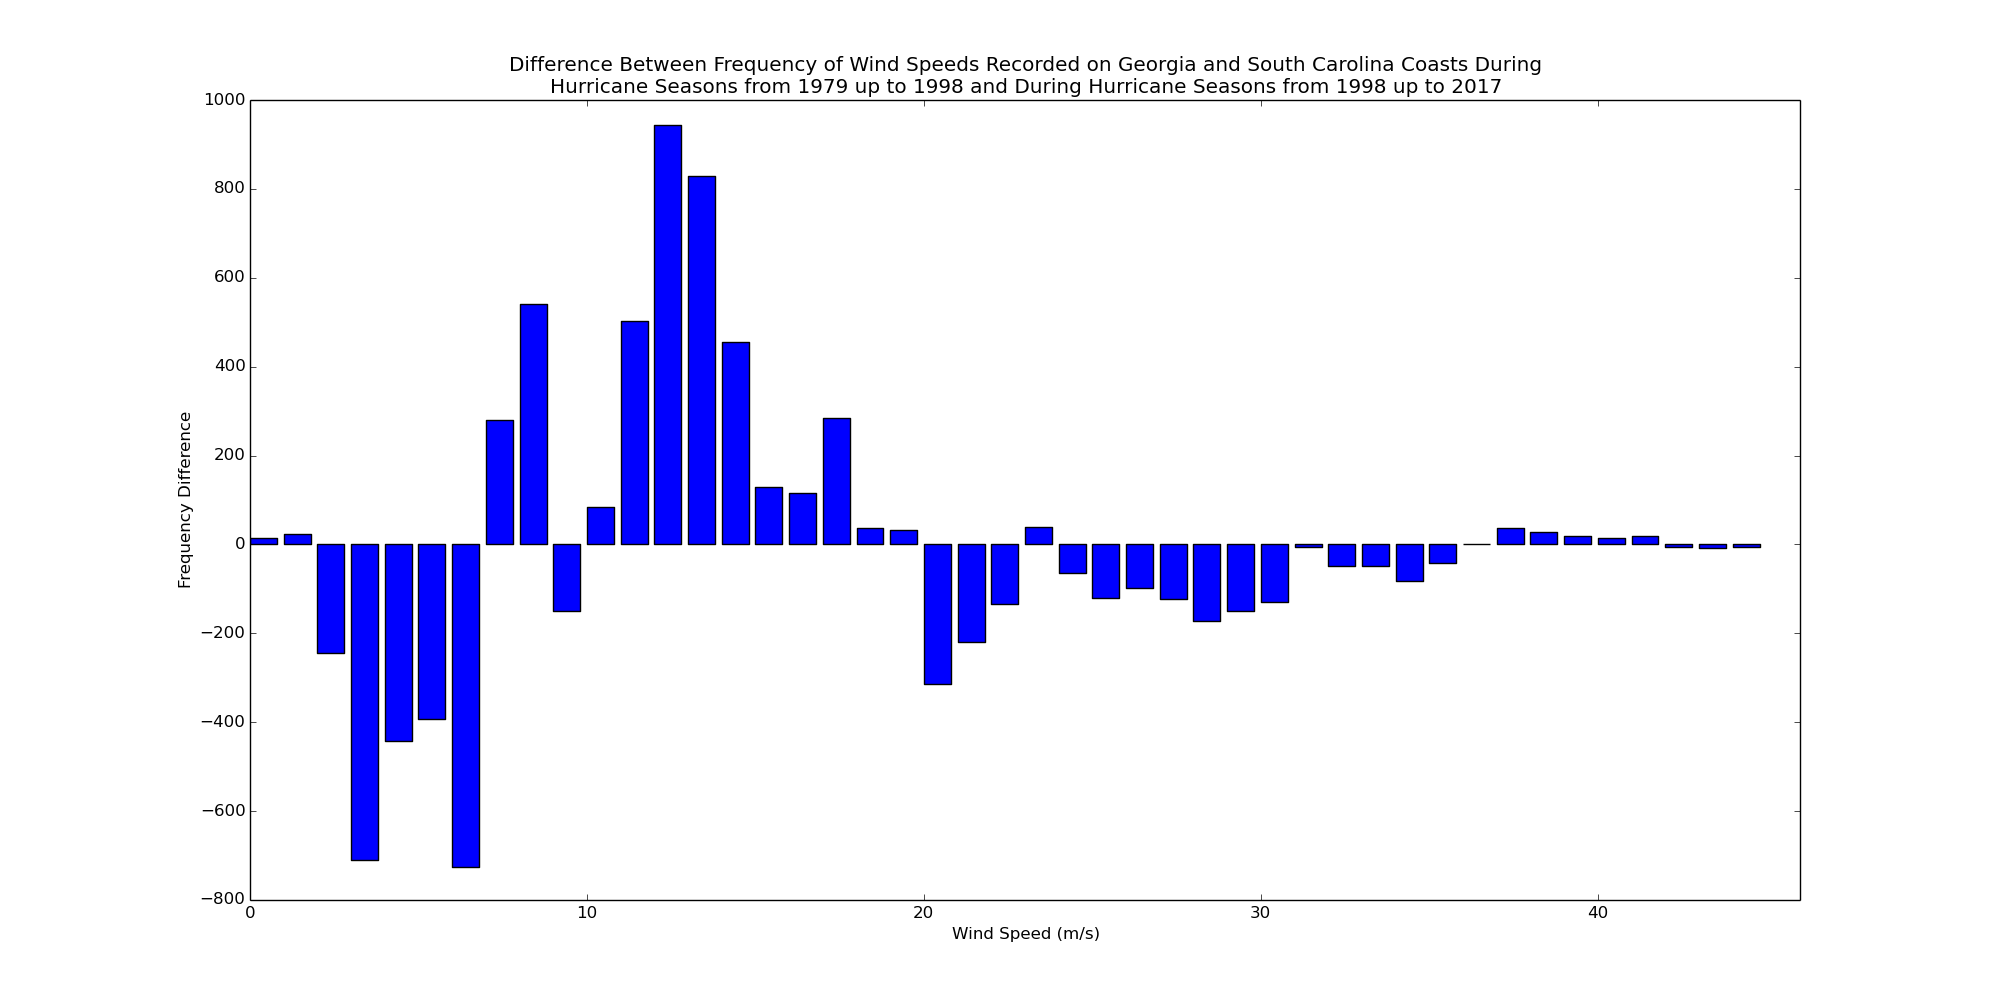 Difference Between Frequency of Wind Speeds Recorded on Georgia and South Carolina Coasts During
Hurricane Seasons from 1979 up to 1998 and During Hurricane Seasons from 1998 up to 2017
1000
800
600
400
200
0
−200
−400
−600
−800
Frequency Difference
0 10 20 30 40
Wind Speed (m/s)